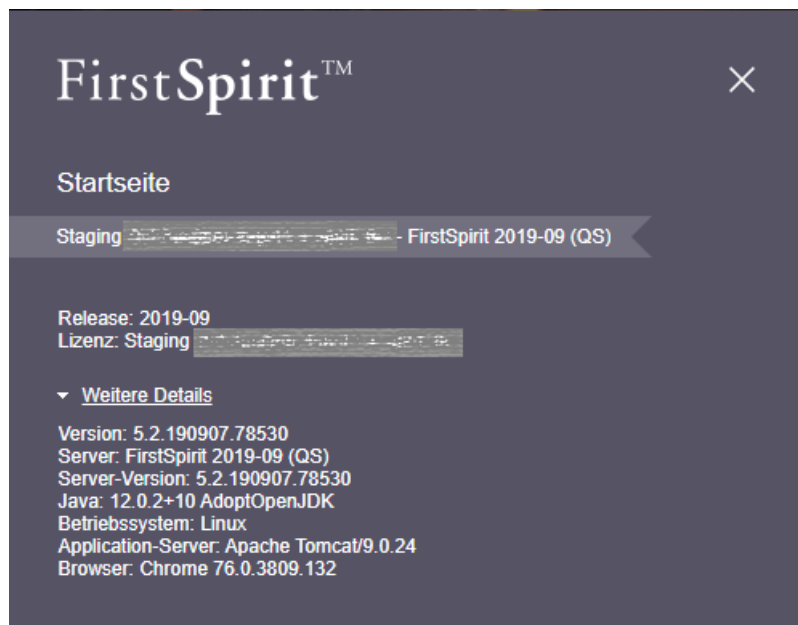 FirstSpirit™
Startseite
Staging - FirstSpirit 2019-09 (QS)
Release: 2019-09
Lizenz: Staging
Weitere Details
Version: 5.2.190907.78530
Server: FirstSpirit 2019-09 (QS)
Server-Version: 5.2.190907.78530
Java: 12.0.2+10 AdoptOpenJDK
Betriebssystem: Linux
Application-Server: Apache Tomcat/9.0.24
Browser: Chrome 76.0.3809.132